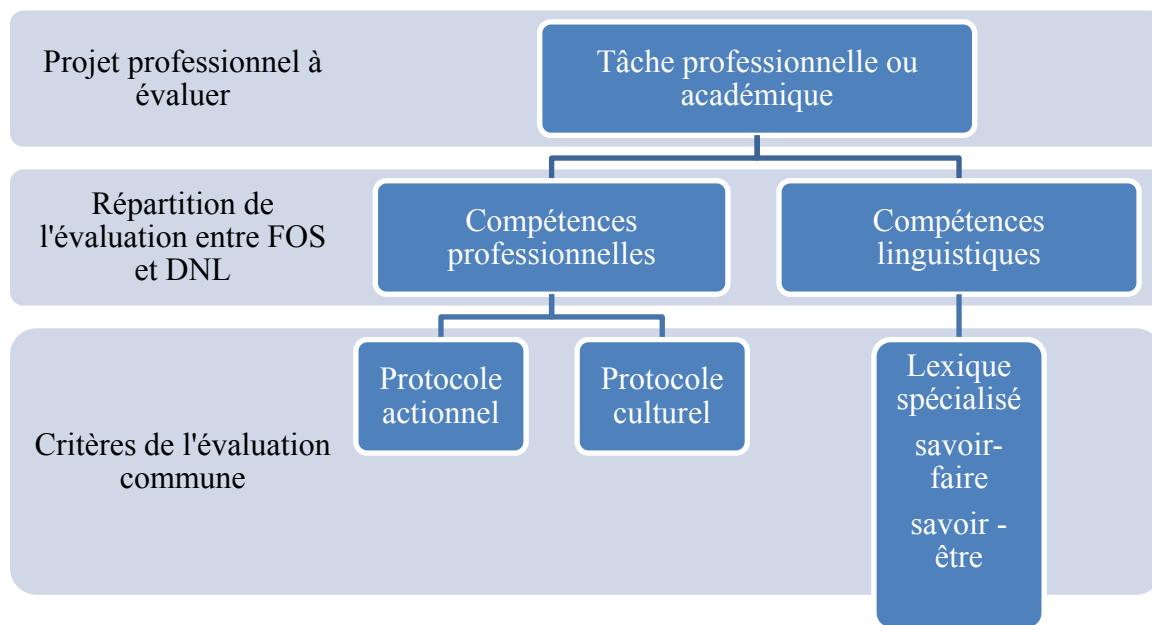 Projet professionnel à
évaluer
Tâche professionnelle ou
académique
Répartition de
l'évaluation entre FOS
et DNL
Compétences
professionnelles
Compétences
linguistiques
Critères de l'évaluation
commune
Protocole
actionnel
Protocole
culturel
Lexique
spécialisé
savoir-
faire
savoir -
être